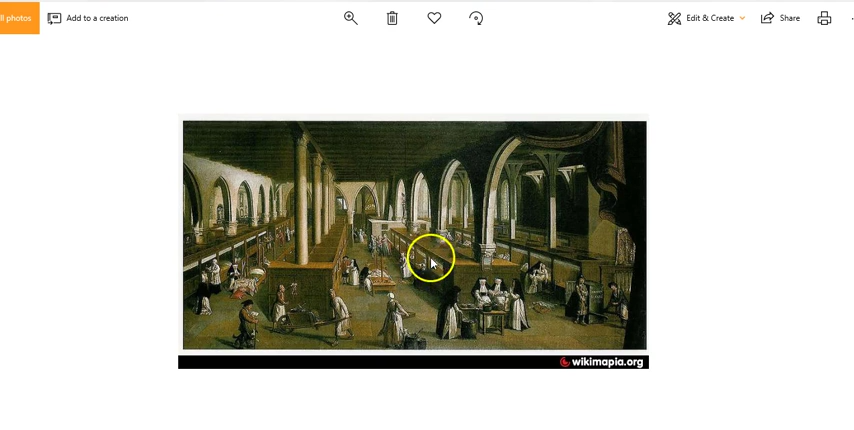 ll photos
Add to a creation
Edit & Create
Share
wikimapia.org